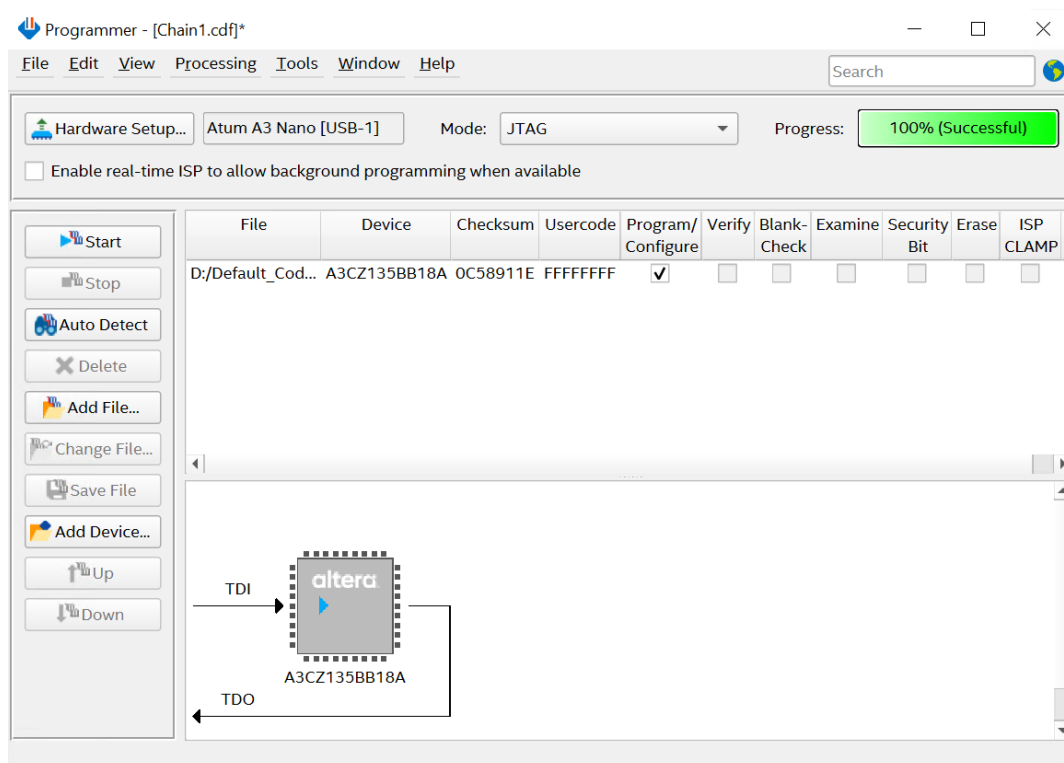 Programmer - [Chain1.cdf]*
File Edit View Processing Tools Window Help
Search
Hardware Setup... Atum A3 Nano [USB-1] Mode: JTAG Progress: 100% (Successful)
Enable real-time ISP to allow background programming when available
File Device Checksum Usercode Program/ Verify Blank- Examine Security Erase ISP
Configure Check Bit CLAMP
D:/Default_Cod... A3CZ135BB18A 0C58911E FFFFFFFF
Start
Stop
Auto Detect
Delete
Add File...
Change File...
Save File
Add Device...
Up
Down
altera
TDI
A3CZ135BB18A
TDO